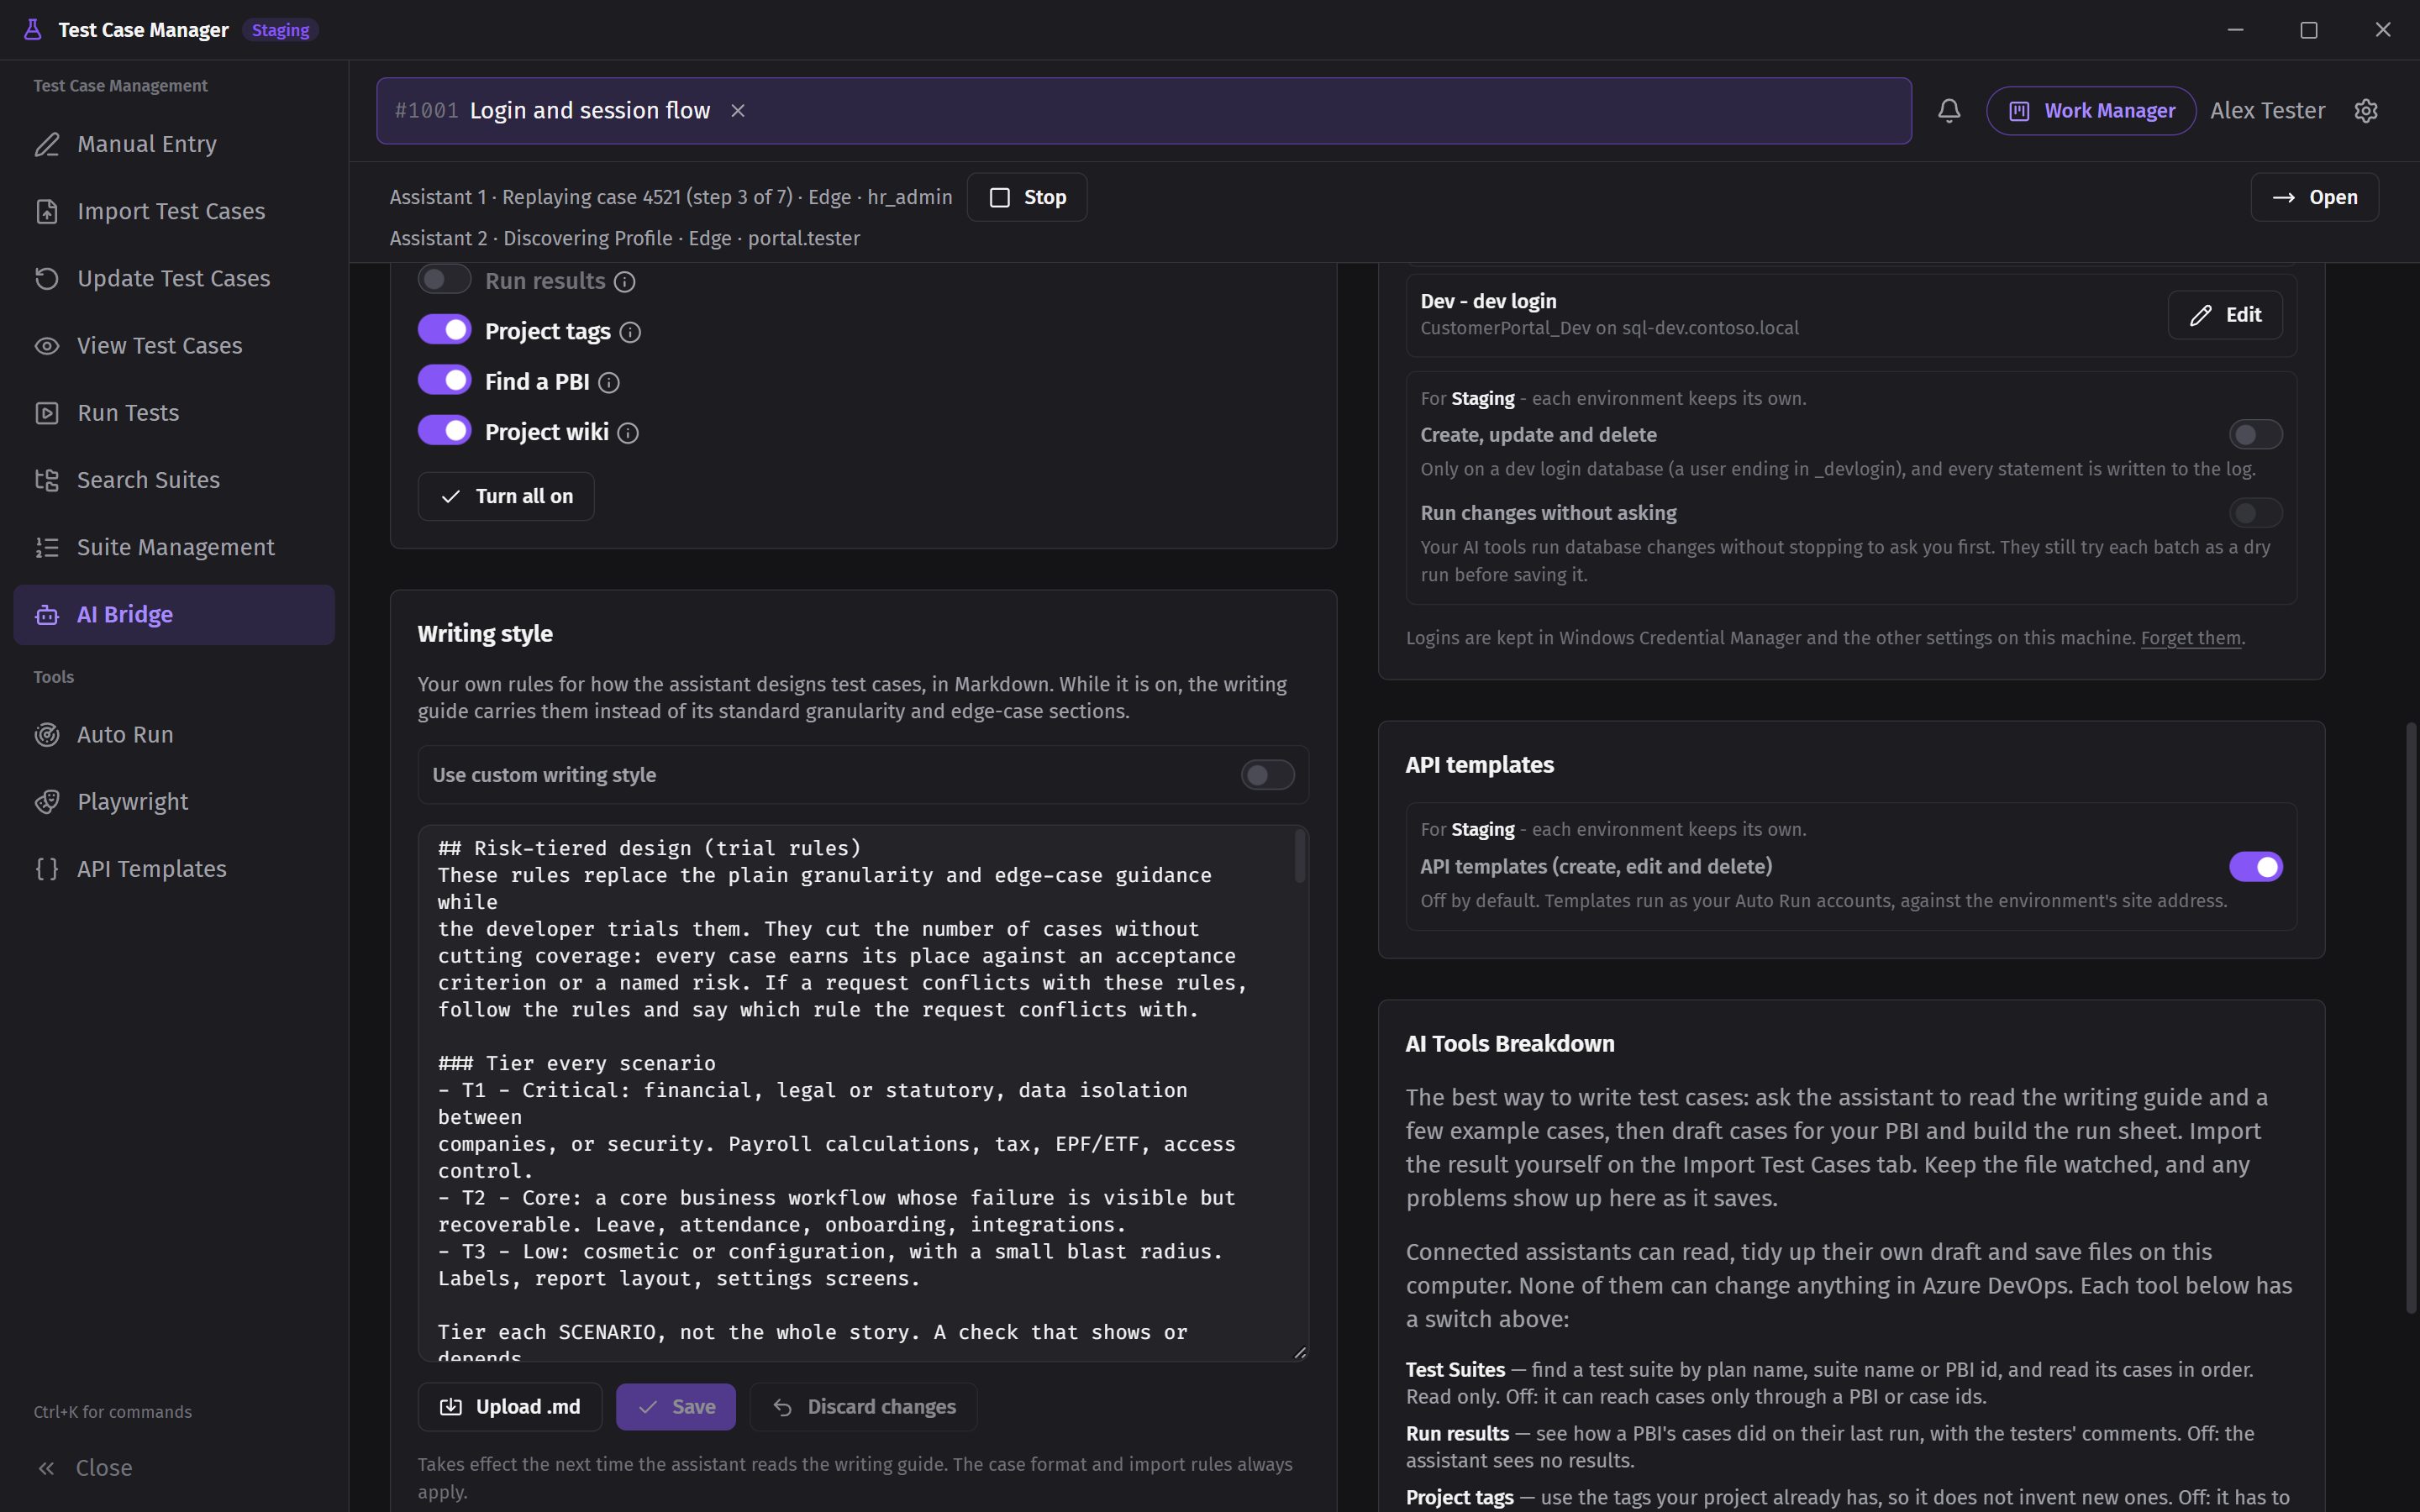 Test Case Manager Staging
Test Case Management
Manual Entry
Import Test Cases
Update Test Cases
View Test Cases
Run Tests
Search Suites
Suite Management
AI Bridge
Tools
Auto Run
Playwright
API Templates
Ctrl+K for commands
Close
#1001 Login and session flow
Work Manager
Alex Tester
Assistant 1 · Replaying case 4521 (step 3 of 7) · Edge · hr_admin
Stop
Open
Assistant 2 · Discovering Profile · Edge · portal.tester
Run results
Project tags
Find a PBI
Project wiki
Turn all on
Writing style
Your own rules for how the assistant designs test cases, in Markdown. While it is on, the writing
guide carries them instead of its standard granularity and edge-case sections.
Use custom writing style
## Risk-tiered design (trial rules)
These rules replace the plain granularity and edge-case guidance
while
the developer trials them. They cut the number of cases without
cutting coverage: every case earns its place against an acceptance
criterion or a named risk. If a request conflicts with these rules,
follow the rules and say which rule the request conflicts with.
### Tier every scenario
- T1 - Critical: financial, legal or statutory, data isolation
between
companies, or security. Payroll calculations, tax, EPF/ETF, access
control.
- T2 - Core: a core business workflow whose failure is visible but
recoverable. Leave, attendance, onboarding, integrations.
- T3 - Low: cosmetic or configuration, with a small blast radius.
Labels, report layout, settings screens.
Tier each SCENARIO, not the whole story. A check that shows or
depends
Upload .md
Save
Discard changes
Takes effect the next time the assistant reads the writing guide. The case format and import rules always
apply.
Dev - dev login
CustomerPortal_Dev on sql-dev.contoso.local
Edit
For Staging - each environment keeps its own.
Create, update and delete
Only on a dev login database (a user ending in _devlogin), and every statement is written to the log.
Run changes without asking
Your AI tools run database changes without stopping to ask you first. They still try each batch as a dry
run before saving it.
Logins are kept in Windows Credential Manager and the other settings on this machine. Forget them.
API templates
For Staging - each environment keeps its own.
API templates (create, edit and delete)
Off by default. Templates run as your Auto Run accounts, against the environment's site address.
AI Tools Breakdown
The best way to write test cases: ask the assistant to read the writing guide and a
few example cases, then draft cases for your PBI and build the run sheet. Import
the result yourself on the Import Test Cases tab. Keep the file watched, and any
problems show up here as it saves.
Connected assistants can read, tidy up their own draft and save files on this
computer. None of them can change anything in Azure DevOps. Each tool below has
a switch above:
Test Suites — find a test suite by plan name, suite name or PBI id, and read its cases in order.
Read only. Off: it can reach cases only through a PBI or case ids.
Run results — see how a PBI's cases did on their last run, with the testers' comments. Off: the
assistant sees no results.
Project tags — use the tags your project already has, so it does not invent new ones. Off: it has to